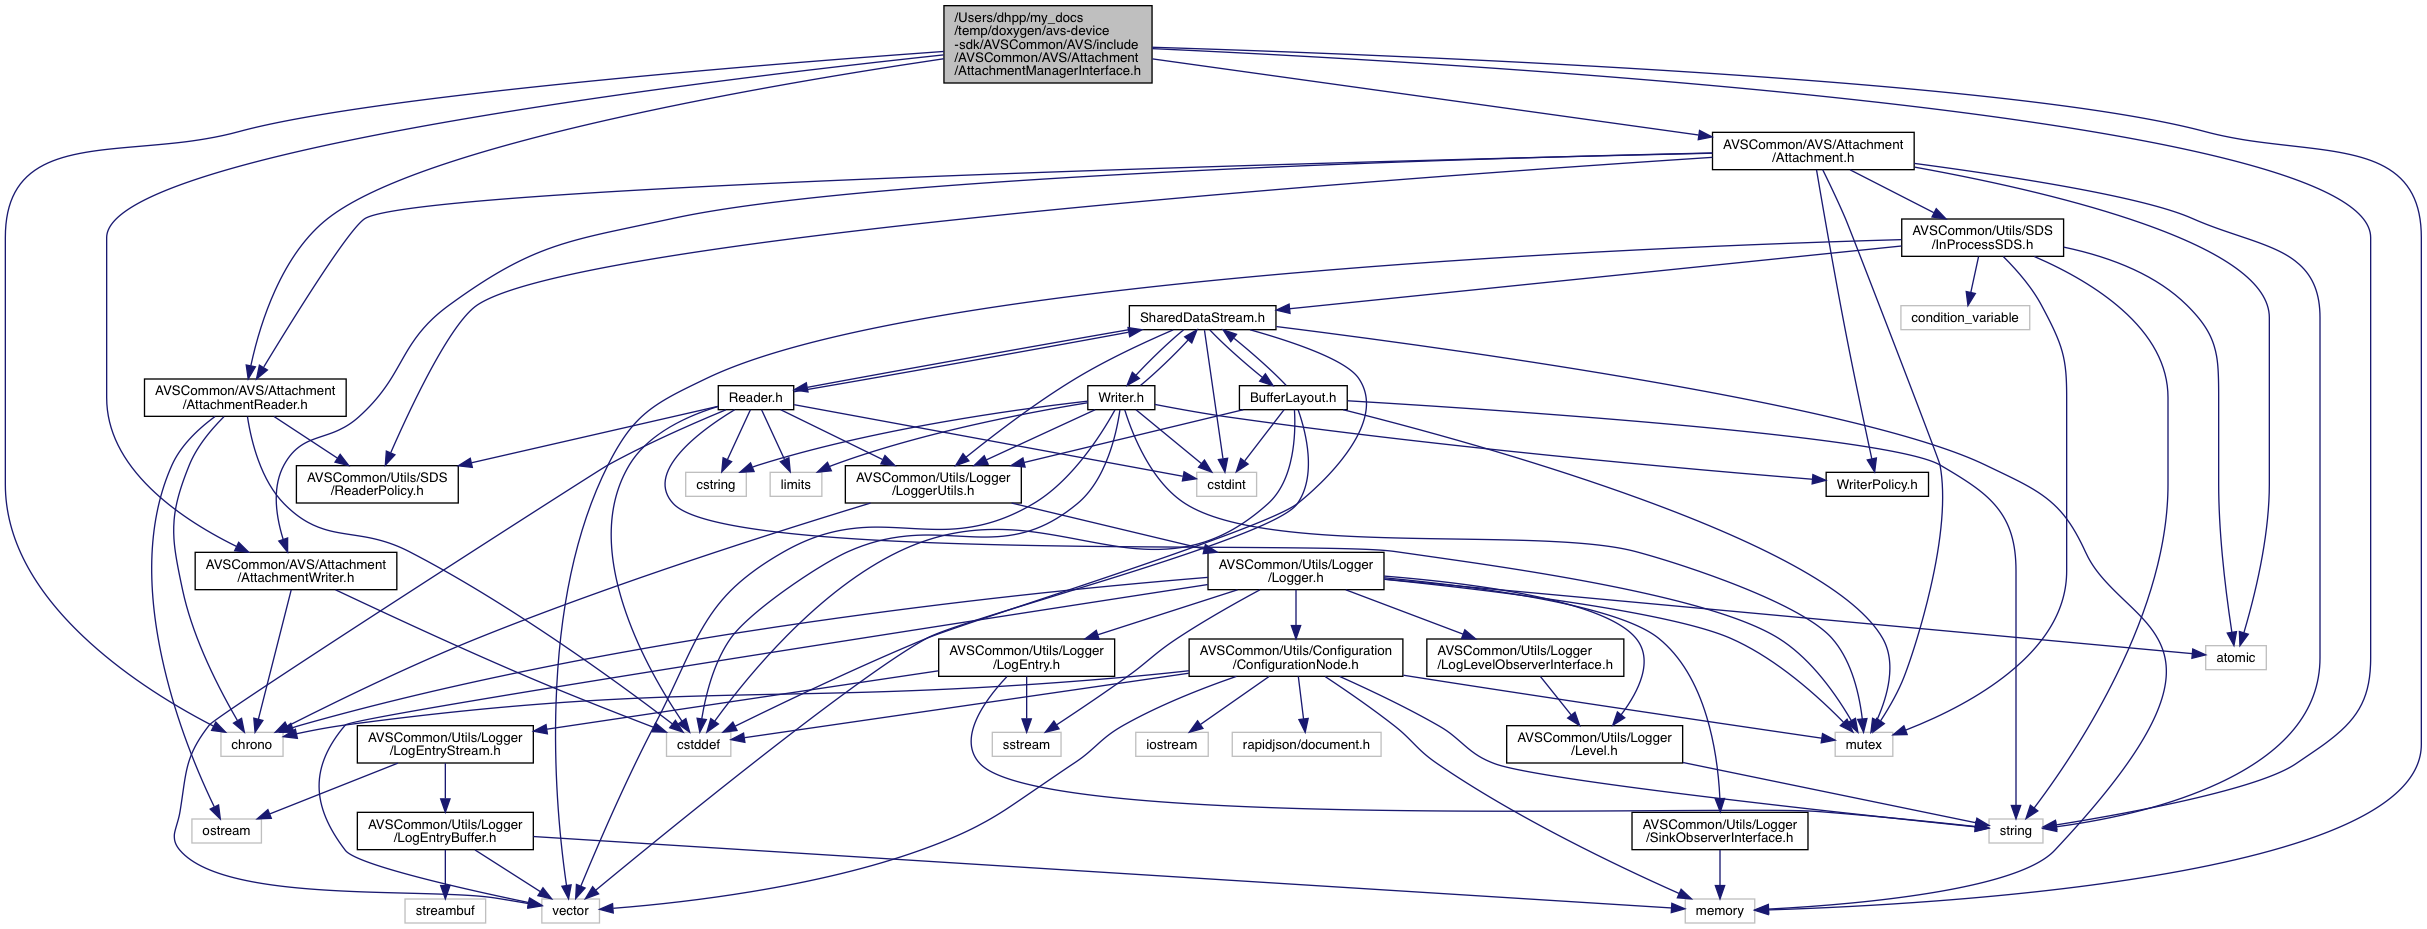 /Users/dhpp/my_docs
/temp/doxygen/avs-device
-sdk/AVSCommon/AVS/include
/AVSCommon/AVS/Attachment
/AttachmentManagerInterface.h
AVSCommon/AVS/Attachment
/Attachment.h
AVSCommon/Utils/SDS
/InProcessSDS.h
SharedDataStream.h
condition_variable
AVSCommon/AVS/Attachment
/AttachmentReader.h
Reader.h
Writer.h
BufferLayout.h
AVSCommon/Utils/SDS
/ReaderPolicy.h
cstring
limits
AVSCommon/Utils/Logger
/LoggerUtils.h
cstdint
WriterPolicy.h
AVSCommon/AVS/Attachment
/AttachmentWriter.h
AVSCommon/Utils/Logger
/Logger.h
AVSCommon/Utils/Logger
/LogEntry.h
AVSCommon/Utils/Configuration
/ConfigurationNode.h
AVSCommon/Utils/Logger
/LogLevelObserverInterface.h
atomic
chrono
AVSCommon/Utils/Logger
/LogEntryStream.h
cstddef
sstream
iostream
rapidjson/document.h
AVSCommon/Utils/Logger
/Level.h
mutex
ostream
AVSCommon/Utils/Logger
/LogEntryBuffer.h
AVSCommon/Utils/Logger
/SinkObserverInterface.h
string
streambuf
vector
memory